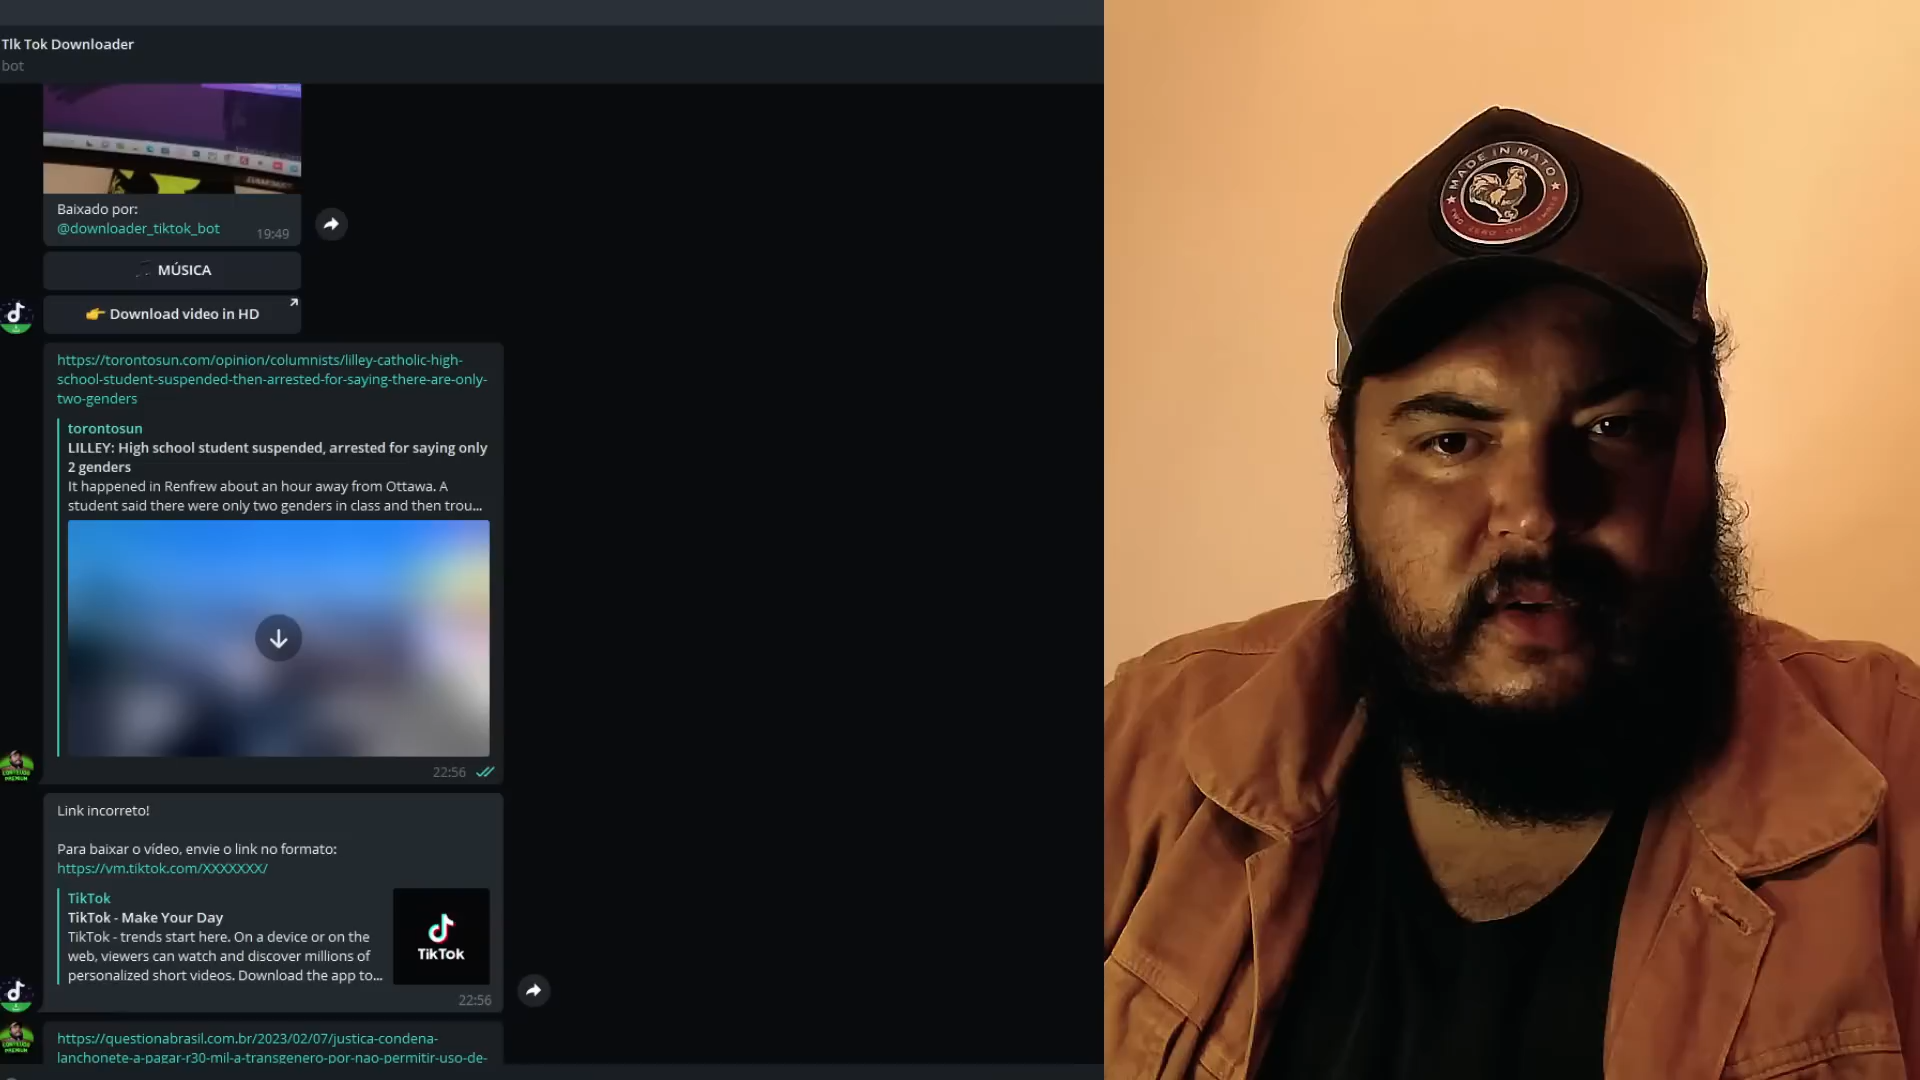 Tlk Tok Downloader
bot
Baixado por:
@downloader_tiktok_bot
19:49
MÚSICA
👉 Download video in HD
https://torontosun.com/opinion/columnists/lilley-catholic-high-
school-student-suspended-then-arrested-for-saying-there-are-only-
two-genders
torontosun
LILLEY: High school student suspended, arrested for saying only
2 genders
It happened in Renfrew about an hour away from Ottawa. A
student said there were only two genders in class and then trou...
22:56
Link incorreto!
Para baixar o vídeo, envie o link no formato:
https://vm.tiktok.com/XXXXXXX/
TikTok
TikTok - Make Your Day
TikTok - trends start here. On a device or on the
web, viewers can watch and discover millions of
personalized short videos. Download the app to...
TikTok
22:56
https://questionabrasil.com.br/2023/02/07/justica-condena-
lanchonete-a-pagar-r30-mil-a-transgenero-por-nao-permitir-uso-de-
MADE IN MATO